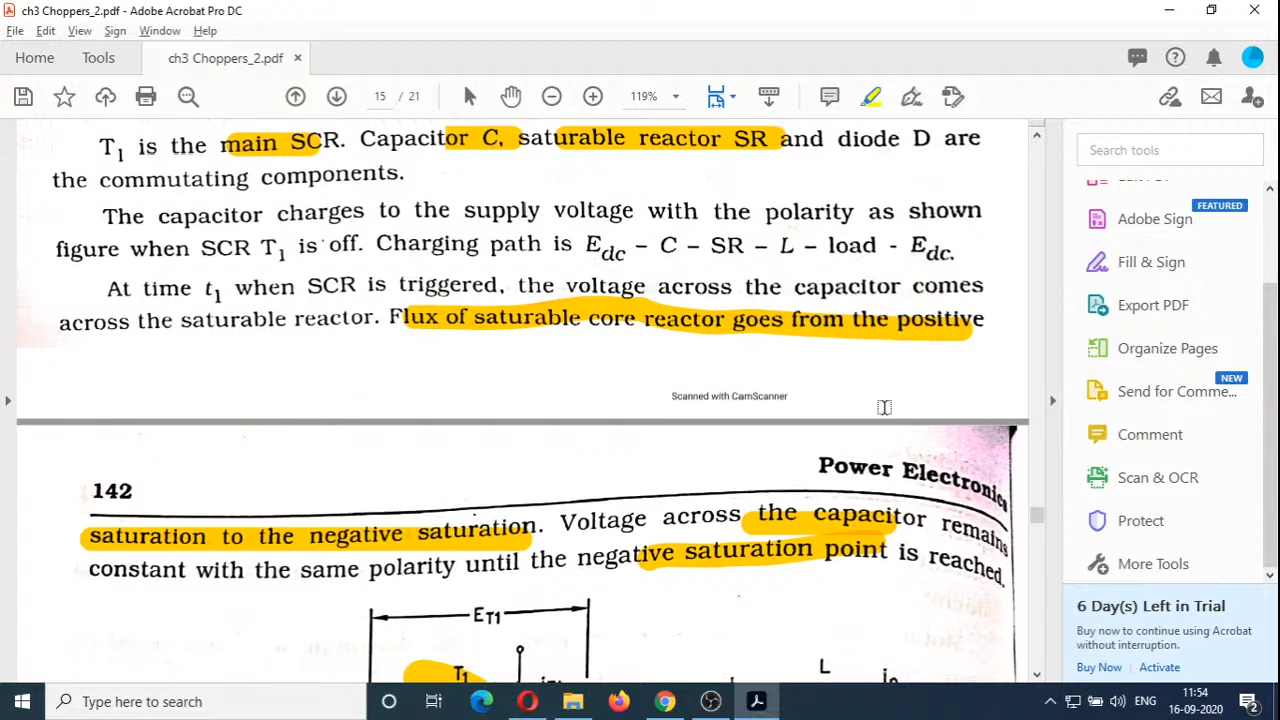 ch3 Choppers_2.pdf - Adobe Acrobat Pro DC
File Edit View Sign Window Help
Home Tools ch3 Choppers_2.pdf ×
15 / 21 119%
T1 is the main SCR. Capacitor C, saturable reactor SR and diode D are
the commutating components.
The capacitor charges to the supply voltage with the polarity as shown
figure when SCR T1 is off. Charging path is Edc – C – SR – L – load - Edc.
At time t1 when SCR is triggered, the voltage across the capacitor comes
across the saturable reactor. Flux of saturable core reactor goes from the positive
Scanned with CamScanner
142
Power Electronics
saturation to the negative saturation. Voltage across the capacitor remains
constant with the same polarity until the negative saturation point is reached.
ET1
T1
L
Search tools
Adobe Sign
FEATURED
Fill & Sign
Export PDF
Organize Pages
Send for Comme...
NEW
Comment
Scan & OCR
Protect
More Tools
6 Day(s) Left in Trial
Buy now to continue using Acrobat
without interruption.
Buy Now Activate
Type here to search
ENG
11:54
16-09-2020
2